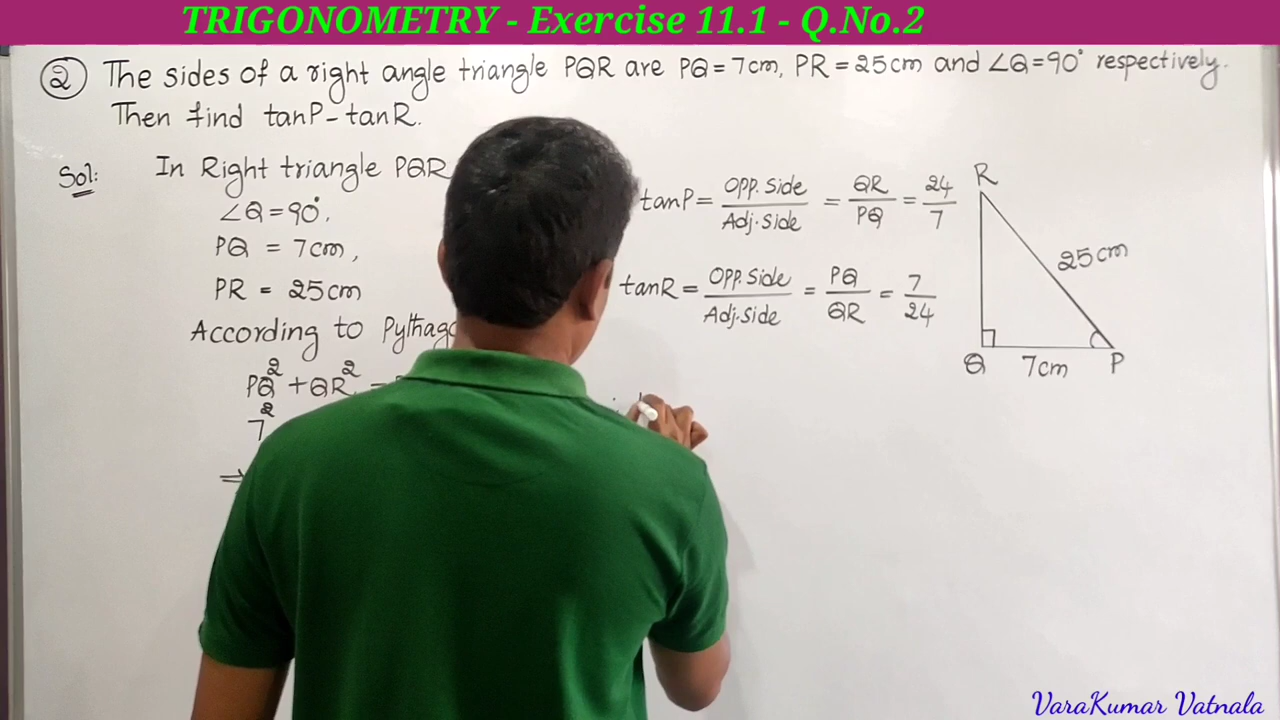 TRIGONOMETRY - Exercise 11.1 - Q.No.2
② The sides of a right angle triangle PQR are PQ = 7cm, PR = 25cm and ∠Q = 90° respectively.
Then find tanP - tanR.
Sol: In Right triangle PQR
∠Q = 90°,
PQ = 7cm,
PR = 25cm
According to
PQ² + QR²
7²
⇒
tanP = Opp. Side / Adj. Side = QR / PQ = 24 / 7
tanR = Opp. Side / Adj. Side = PQ / QR = 7 / 24
R
25cm
Q 7cm P
VaraKumar Vatnala